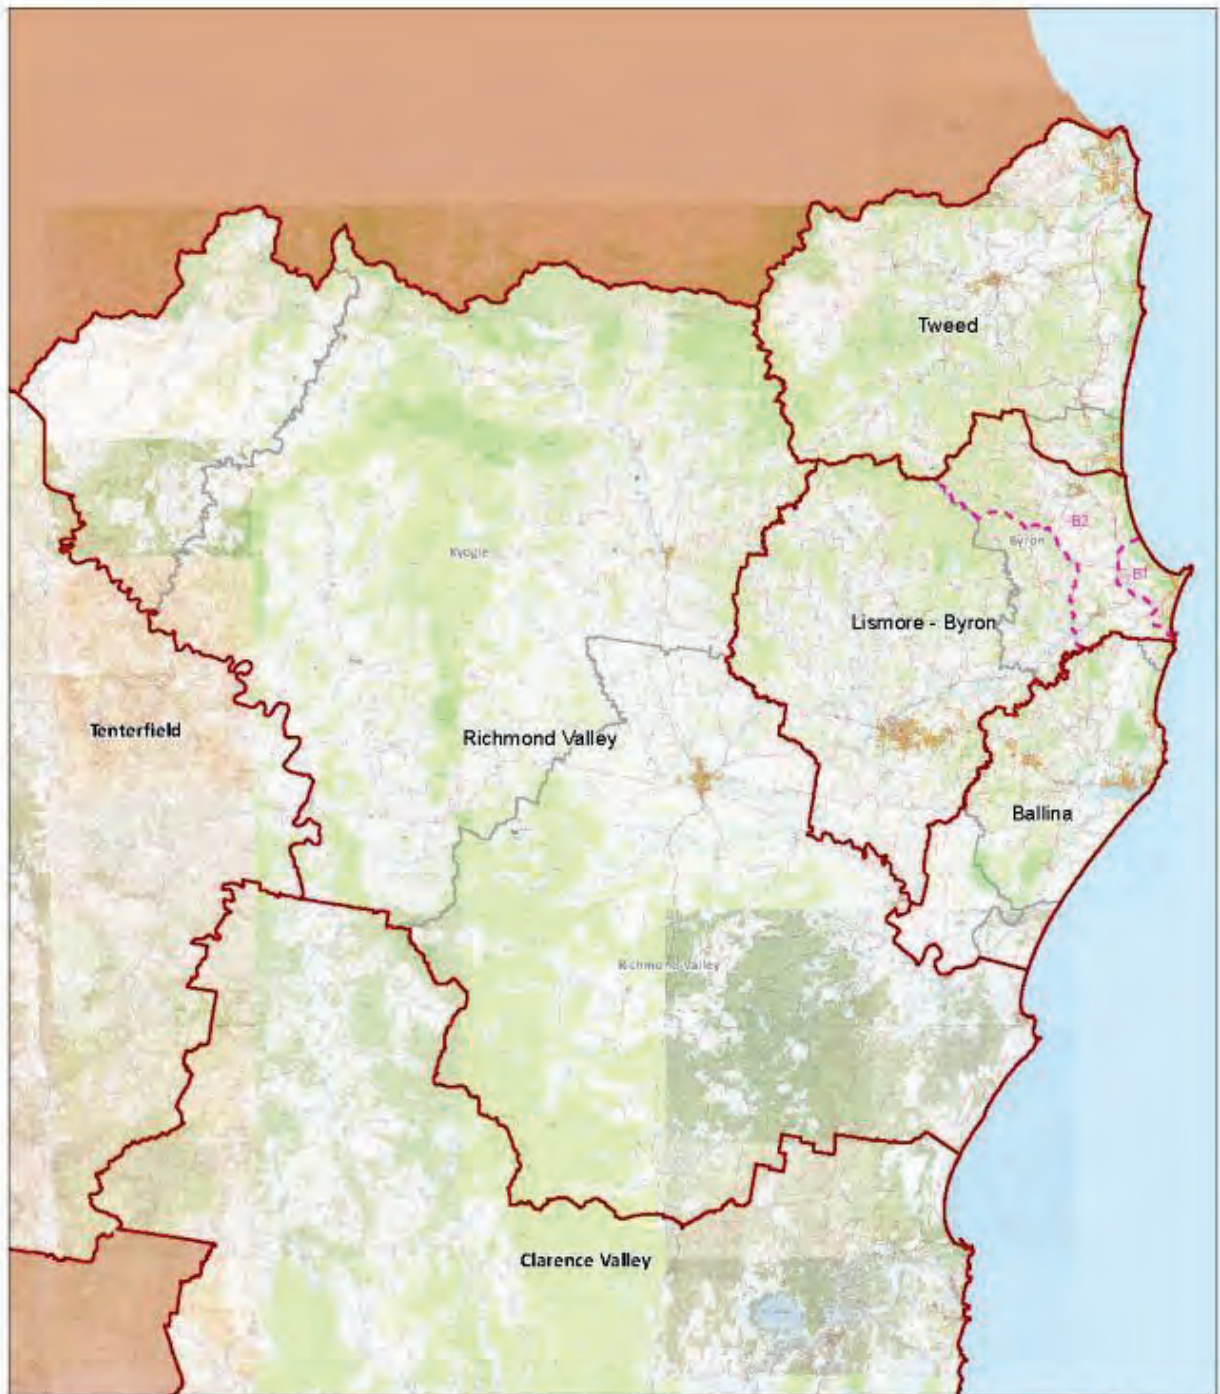 Tweed
B2
Byron
Kyogle
B1
Lismore - Byron
Tenterfield
Richmond Valley
Ballina
Richmond Valley
Clarence Valley